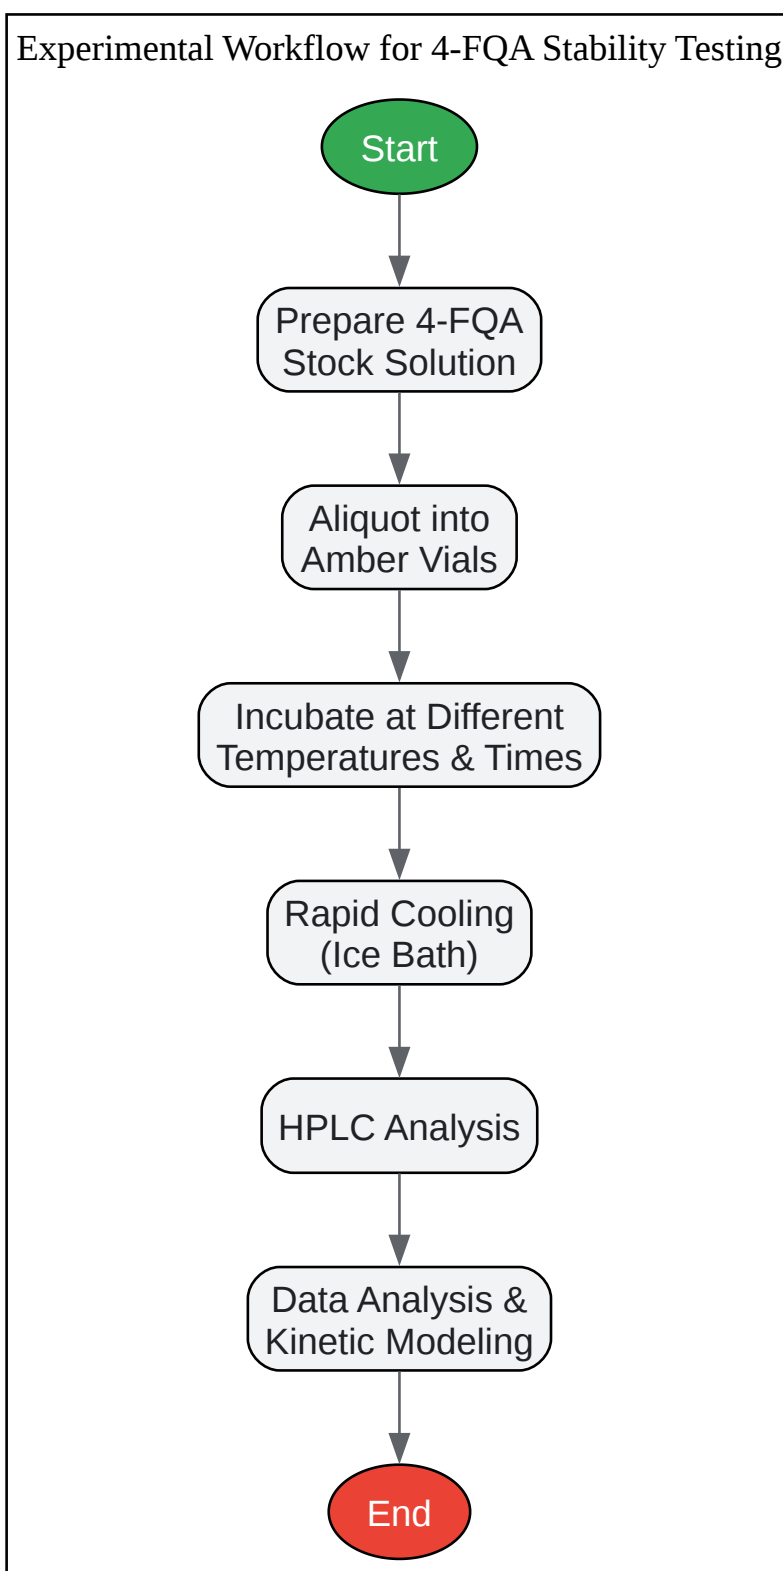 Experimental Workflow for 4-FQA Stability Testing
Start
Prepare 4-FQA
Stock Solution
Aliquot into
Amber Vials
Incubate at Different
Temperatures & Times
Rapid Cooling
(Ice Bath)
HPLC Analysis
Data Analysis &
Kinetic Modeling
End